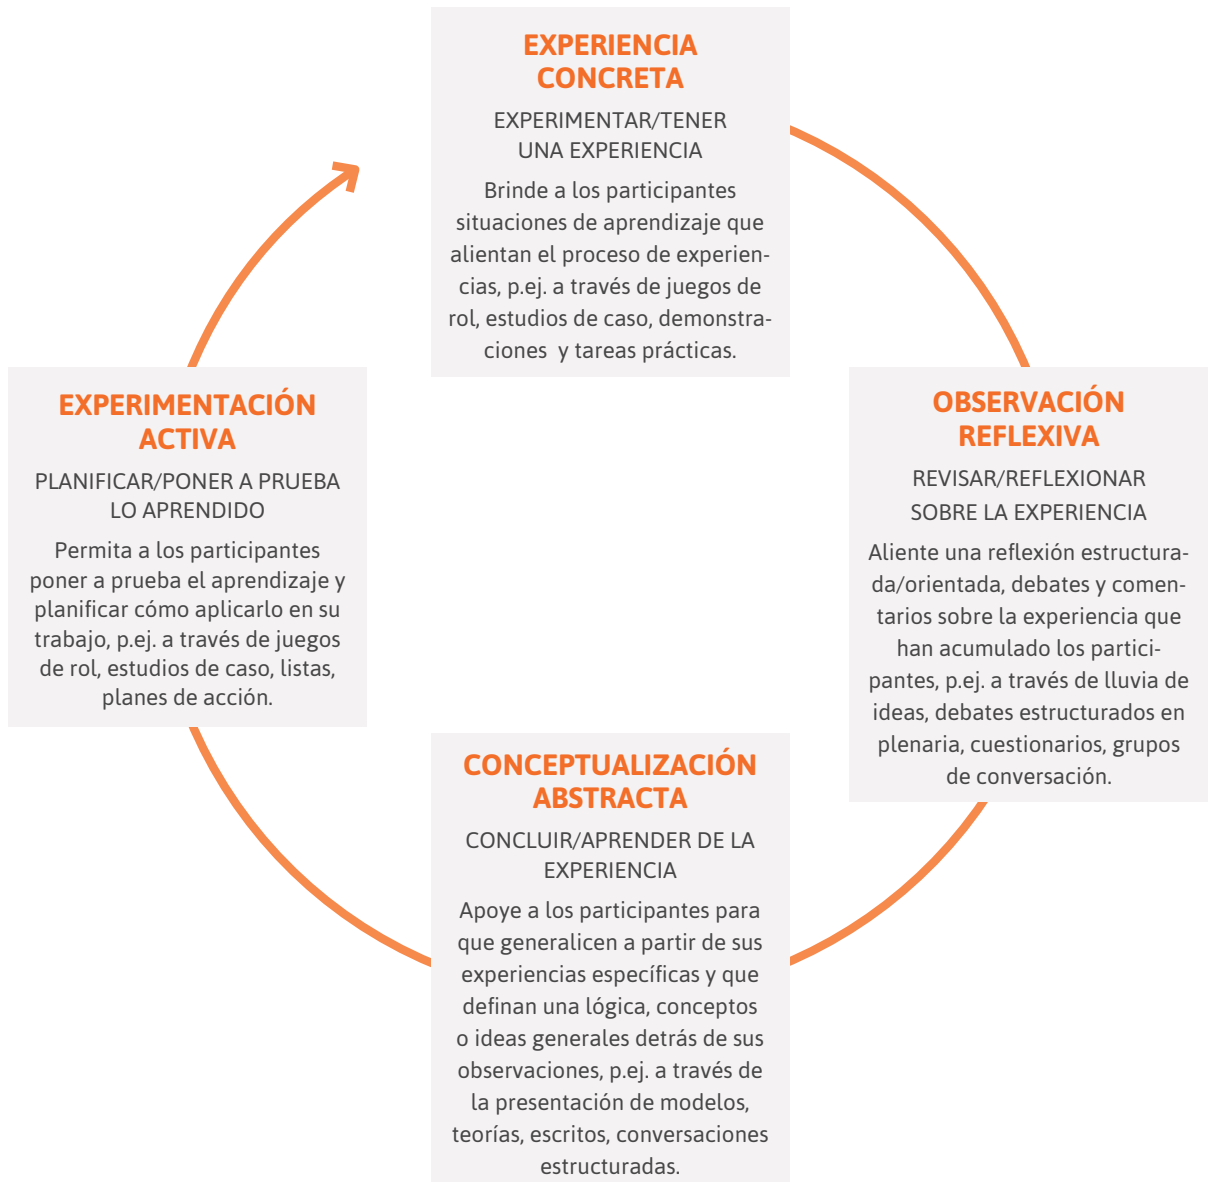 EXPERIENCIA
CONCRETA
EXPERIMENTAR/TENER
UNA EXPERIENCIA
Brinde a los participantes
situaciones de aprendizaje que
alientan el proceso de experien-
cias, p.ej. a través de juegos de
rol, estudios de caso, demonstra-
ciones y tareas prácticas.
OBSERVACIÓN
REFLEXIVA
REVISAR/REFLEXIONAR
SOBRE LA EXPERIENCIA
Aliente una reflexión estructura-
da/orientada, debates y comen-
tarios sobre la experiencia que
han acumulado los partici-
pantes, p.ej. a través de lluvia de
ideas, debates estructurados en
plenaria, cuestionarios, grupos
de conversación.
CONCEPTUALIZACIÓN
ABSTRACTA
CONCLUIR/APRENDER DE LA
EXPERIENCIA
Apoye a los participantes para
que generalicen a partir de sus
experiencias específicas y que
definan una lógica, conceptos
o ideas generales detrás de sus
observaciones, p.ej. a través de
la presentación de modelos,
teorías, escritos, conversaciones
estructuradas.
EXPERIMENTACIÓN
ACTIVA
PLANIFICAR/PONER A PRUEBA
LO APRENDIDO
Permita a los participantes
poner a prueba el aprendizaje y
planificar cómo aplicarlo en su
trabajo, p.ej. a través de juegos
de rol, estudios de caso, listas,
planes de acción.